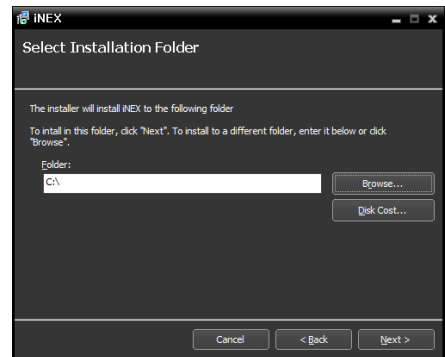 iNEX
Select Installation Folder
The installer will install iNEX to the following folder
To intall in this folder, click "Next". To install to a different folder, enter it below or click
"Browse".
Folder:
C:\
Browse...
Disk Cost...
Cancel
< Back
Next >